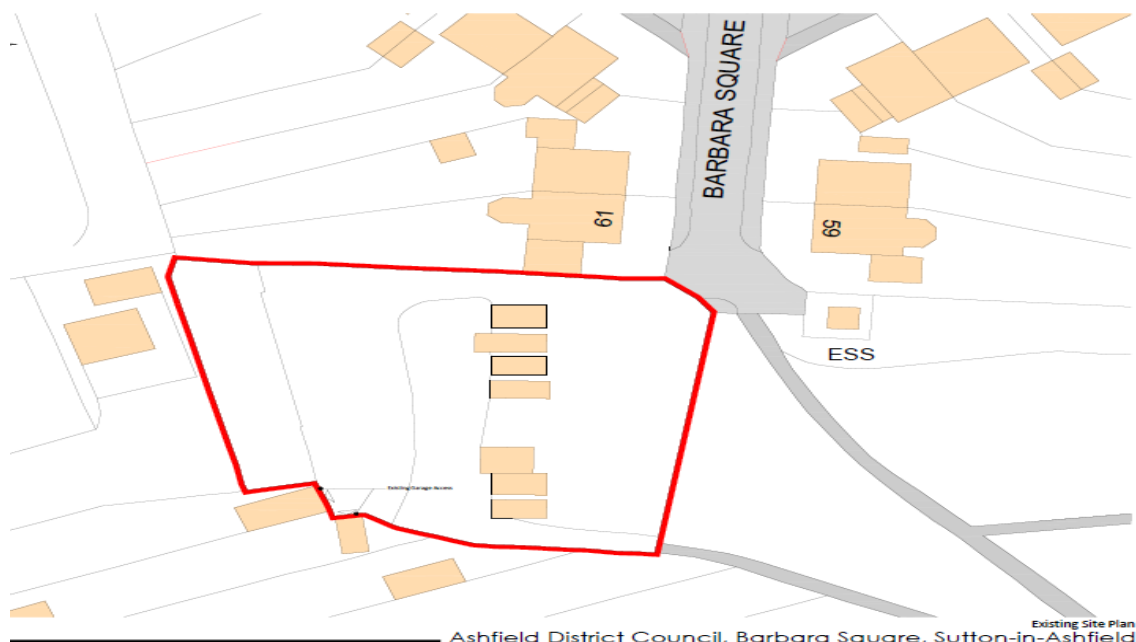 BARBARA SQUARE
61
59
ESS
Existing Garage Access
Existing Site Plan
Ashfield District Council, Barbara Square, Sutton-in-Ashfield